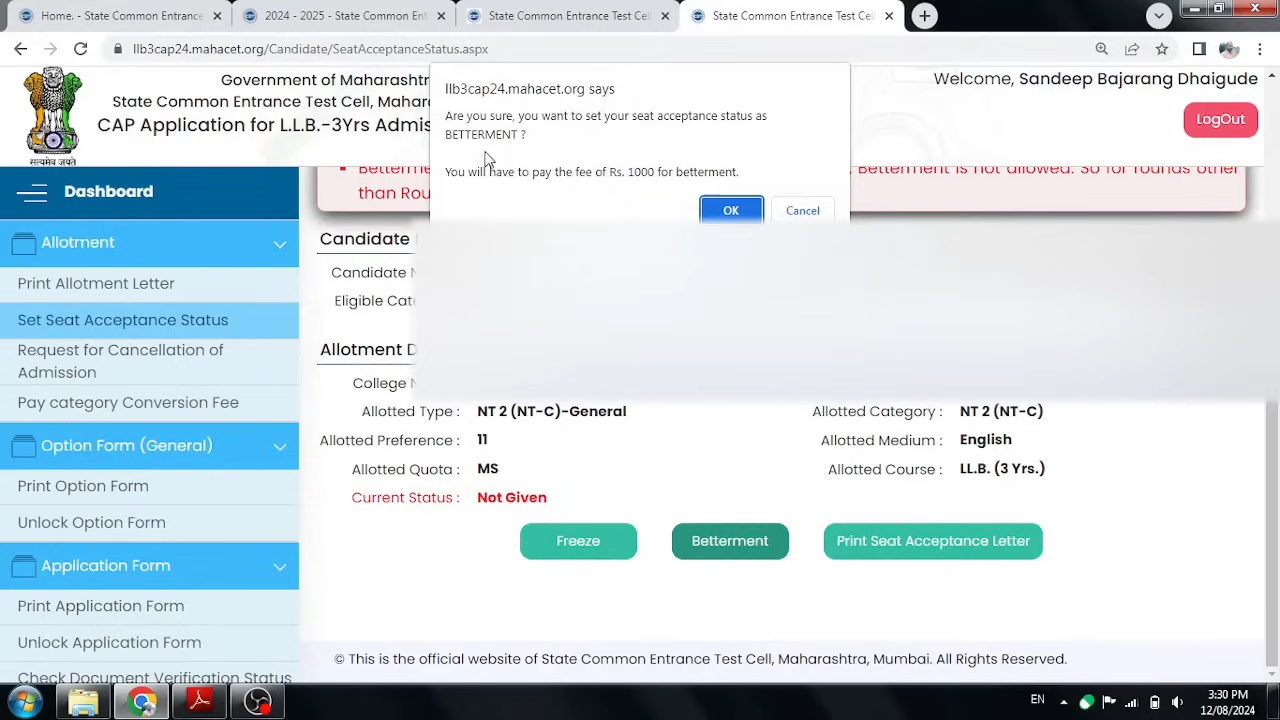 Home. - State Common Entrance
2024 - 2025 - State Common Ent
State Common Entrance Test Cel
State Common Entrance Test Cel
llb3cap24.mahacet.org/Candidate/SeatAcceptanceStatus.aspx
सत्यमेव जयते
Government of Maharashtra
State Common Entrance Test Cell, Mahar
CAP Application for L.L.B.-3Yrs Admis
Welcome, Sandeep Bajarang Dhaigude
LogOut
llb3cap24.mahacet.org says
Are you sure, you want to set your seat acceptance status as
BETTERMENT ?
You will have to pay the fee of Rs. 1000 for betterment.
OK
Cancel
Betterment is not allowed. So for rounds other
than Rou
Dashboard
Allotment
Print Allotment Letter
Set Seat Acceptance Status
Request for Cancellation of
Admission
Pay category Conversion Fee
Option Form (General)
Print Option Form
Unlock Option Form
Application Form
Print Application Form
Unlock Application Form
Check Document Verification Status
Candidate
Candidate N
Eligible Cate
Allotment D
College N
Allotted Type : NT 2 (NT-C)-General
Allotted Category : NT 2 (NT-C)
Allotted Preference : 11
Allotted Medium : English
Allotted Quota : MS
Allotted Course : LL.B. (3 Yrs.)
Current Status : Not Given
Freeze
Betterment
Print Seat Acceptance Letter
© This is the official website of State Common Entrance Test Cell, Maharashtra, Mumbai. All Rights Reserved.
EN
3:30 PM
12/08/2024